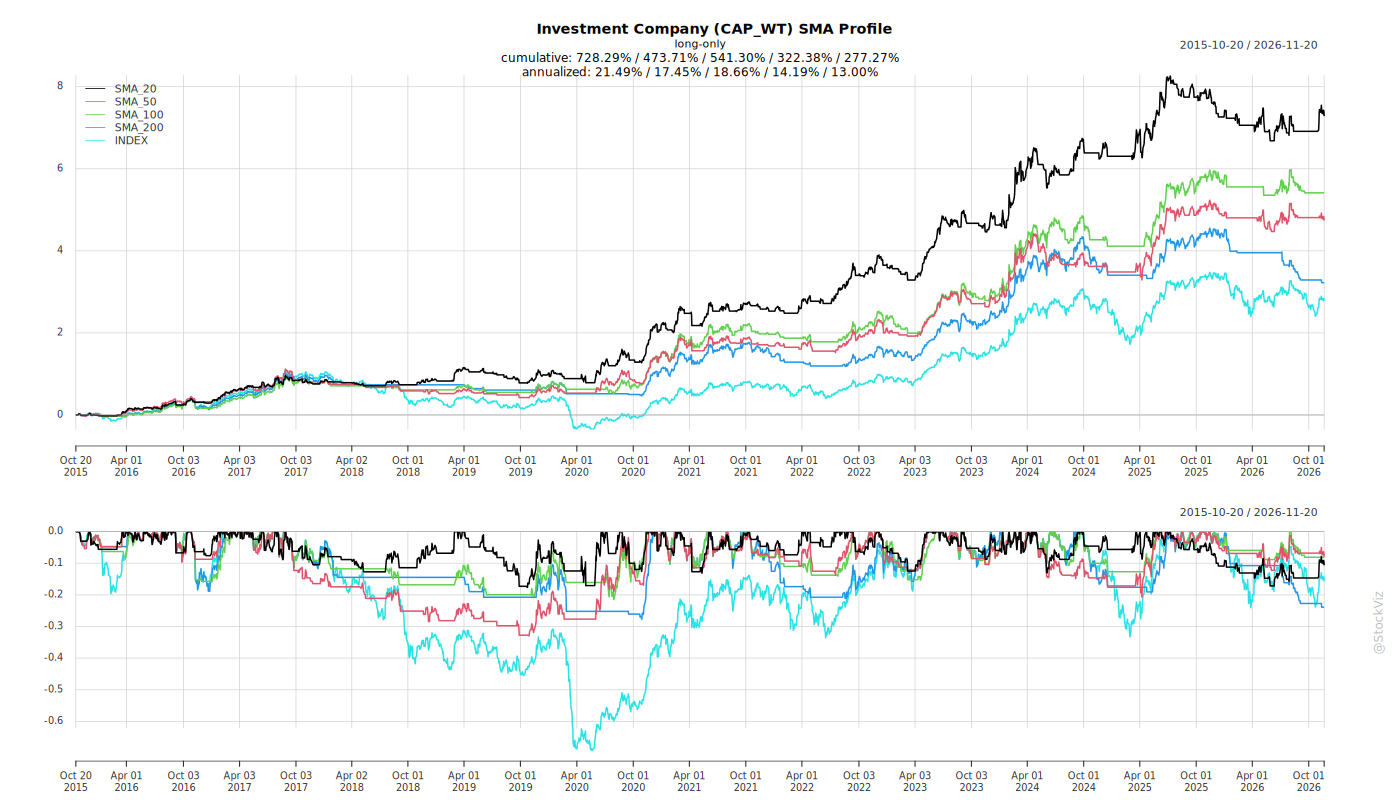 Investment Company (CAP_WT) SMA Profile
long-only
2015-10-20 / 2026-11-20
cumulative: 728.29% / 473.71% / 541.30% / 322.38% / 277.27%
annualized: 21.49% / 17.45% / 18.66% / 14.19% / 13.00%
SMA_20
SMA_50
SMA_100
SMA_200
INDEX
8
6
4
2
0
Oct 20 Apr 01 Oct 03 Apr 03 Oct 03 Apr 02 Oct 01 Apr 01 Oct 01 Apr 01 Oct 01 Apr 01 Oct 01 Apr 01 Oct 03 Apr 03 Oct 03 Apr 01 Oct 01 Apr 01 Oct 01 Apr 01 Oct 01
2015 2016 2016 2017 2017 2018 2018 2019 2019 2020 2020 2021 2021 2022 2022 2023 2023 2024 2024 2025 2025 2026 2026
2015-10-20 / 2026-11-20
0.0
-0.1
-0.2
-0.3
-0.4
-0.5
-0.6
Oct 20 Apr 01 Oct 03 Apr 03 Oct 03 Apr 02 Oct 01 Apr 01 Oct 01 Apr 01 Oct 01 Apr 01 Oct 01 Apr 01 Oct 03 Apr 03 Oct 03 Apr 01 Oct 01 Apr 01 Oct 01 Apr 01 Oct 01
2015 2016 2016 2017 2017 2018 2018 2019 2019 2020 2020 2021 2021 2022 2022 2023 2023 2024 2024 2025 2025 2026 2026
@StockViz